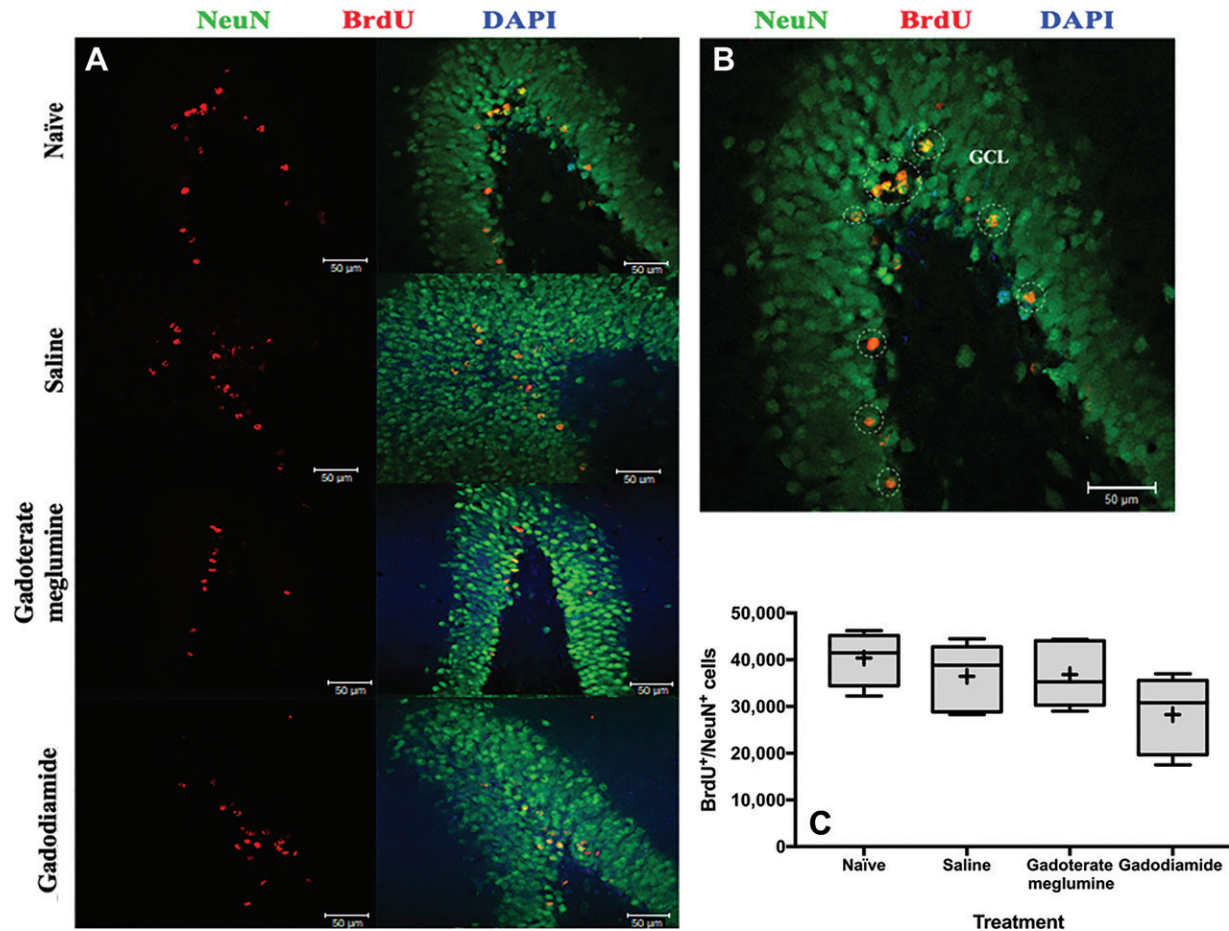 NeuN BrdU DAPI
A
Naïve
50 µm
50 µm
Saline
50 µm
50 µm
Gadoterate
meglumine
50 µm
50 µm
_Gadodiamide
50 µm
50 µm
NeuN BrdU DAPI
B
GCL
50 µm
BrdU+/NeuN+ cells
50,000
40,000
30,000
20,000
10,000
0
C
Naïve Saline Gadoterate Gadodiamide
meglumine
Treatment